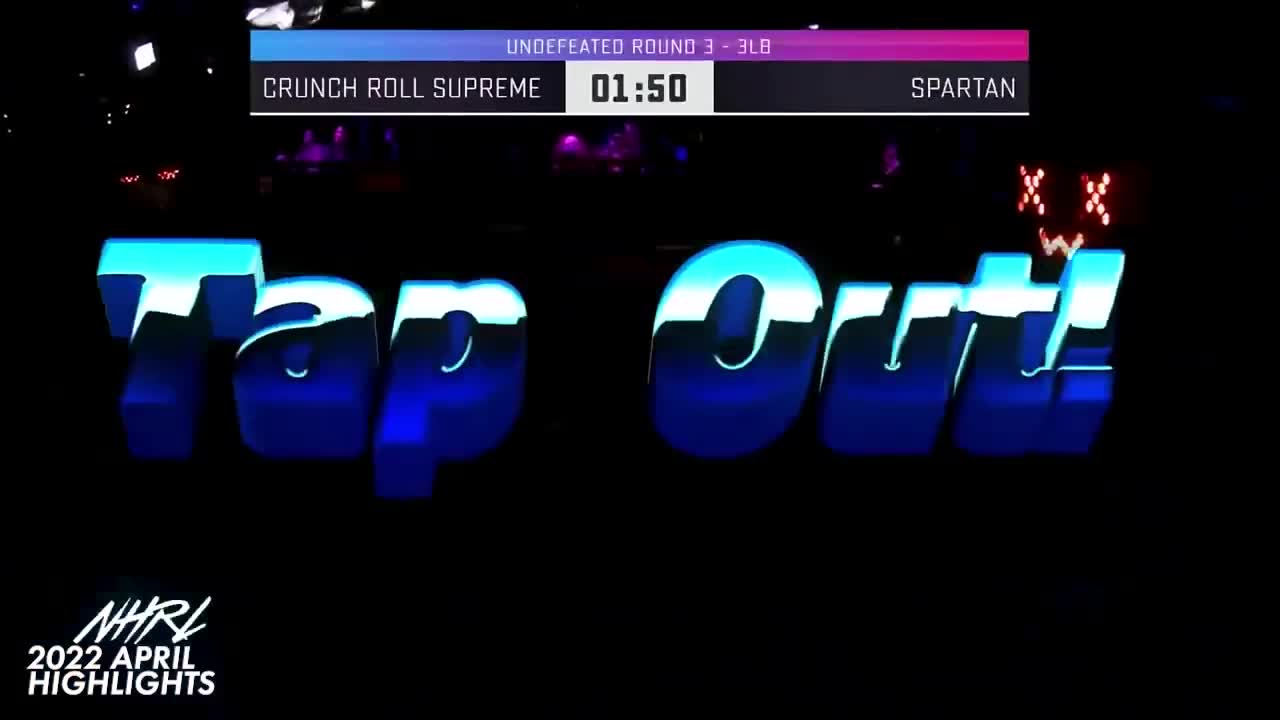 UNDEFEATED ROUND 3 - 3LB
CRUNCH ROLL SUPREME 01:50 SPARTAN
Tap Out!
NHRL
2022 APRIL
HIGHLIGHTS